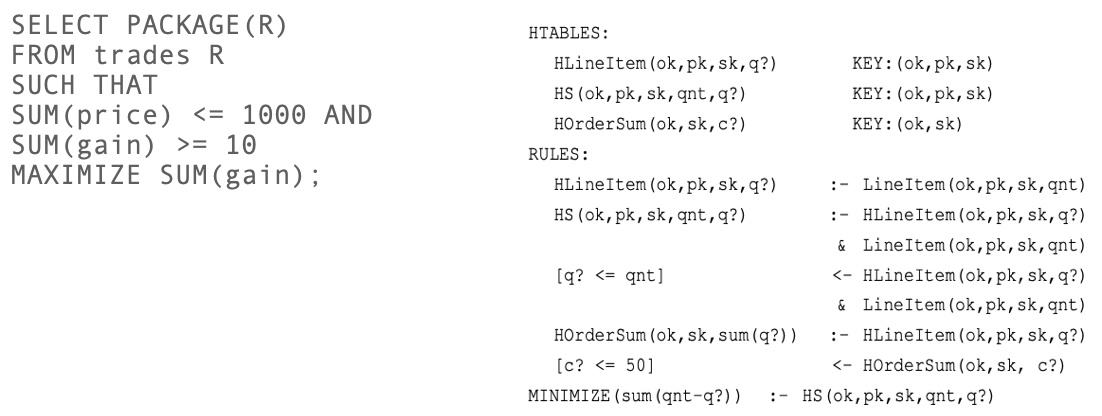 SELECT PACKAGE(R)
FROM trades R
SUCH THAT
SUM(price) <= 1000 AND
SUM(gain) >= 10
MAXIMIZE SUM(gain);
HTABLES:
HLineItem(ok,pk,sk,q?) KEY:(ok,pk,sk)
HS(ok,pk,sk,qnt,q?) KEY:(ok,pk,sk)
HOrderSum(ok,sk,c?) KEY:(ok,sk)
RULES:
HLineItem(ok,pk,sk,q?) :- LineItem(ok,pk,sk,qnt)
HS(ok,pk,sk,qnt,q?) :- HLineItem(ok,pk,sk,q?)
& LineItem(ok,pk,sk,qnt)
[q? <= qnt] <- HLineItem(ok,pk,sk,q?)
& LineItem(ok,pk,sk,qnt)
HOrderSum(ok,sk,sum(q?)) :- HLineItem(ok,pk,sk,q?)
[c? <= 50] <- HOrderSum(ok,sk, c?)
MINIMIZE(sum(qnt-q?)) :- HS(ok,pk,sk,qnt,q?)